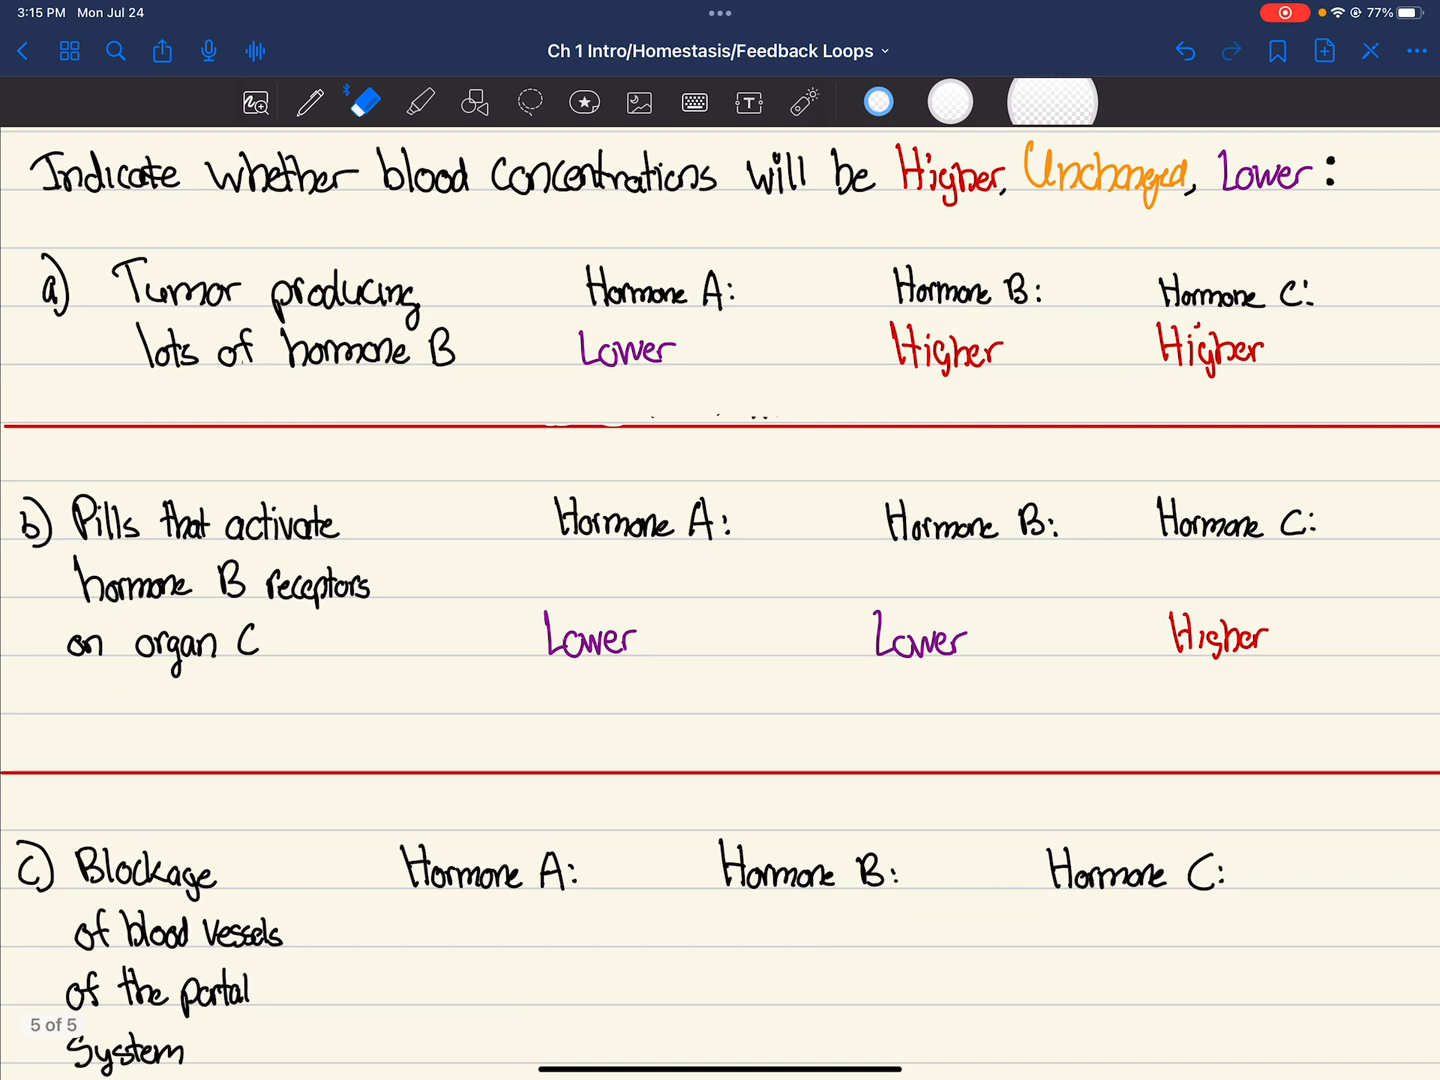 3:15 PM Mon Jul 24 77%
Ch 1 Intro/Homestasis/Feedback Loops
Indicate whether blood concentrations will be Higher, Unchanged, Lower:
a) Tumor producing Hormone A: Hormone B: Hormone C:
lots of hormone B Lower Higher Higher
b) Pills that activate Hormone A: Hormone B: Hormone C:
hormone B receptors
on organ C Lower Lower Higher
c) Blockage Hormone A: Hormone B: Hormone C:
of blood vessels
of the portal
5 of 5
System